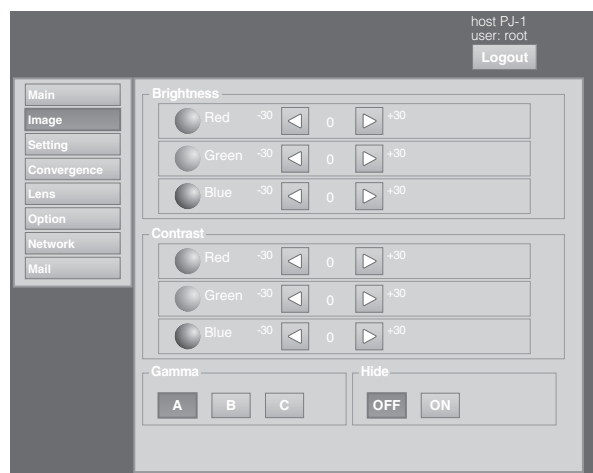 host PJ-1
user: root
Logout
Main
Image
Setting
Convergence
Lens
Option
Network
Mail
Brightness
Red -30 0 +30
Green -30 0 +30
Blue -30 0 +30
Contrast
Red -30 0 +30
Green -30 0 +30
Blue -30 0 +30
Gamma
A B C
Hide
OFF ON